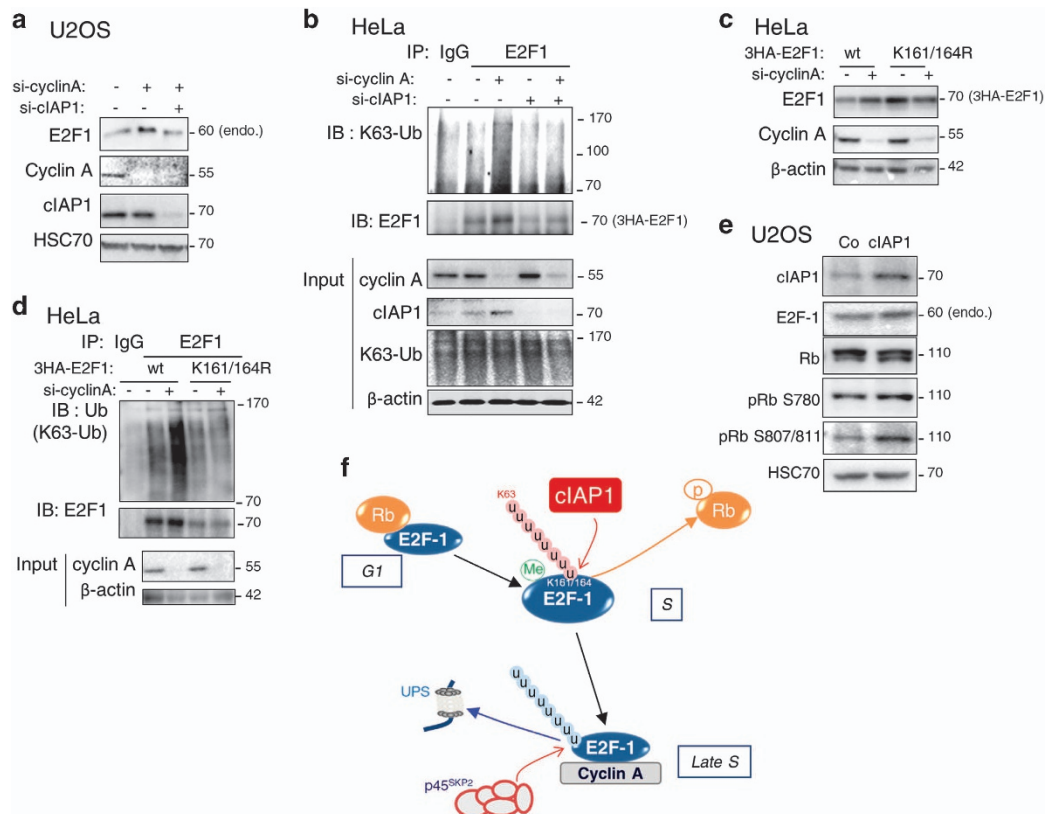 a U2OS
si-cyclinA: - + +
si-cIAP1: - - +
E2F1 60 (endo.)
Cyclin A 55
cIAP1 70
HSC70 70
b HeLa
IP: IgG E2F1
si-cyclin A: - - + - +
si-cIAP1: - - - + +
IB : K63-Ub
170
100
70
IB: E2F1 70 (3HA-E2F1)
Input
cyclin A 55
cIAP1 70
K63-Ub 170
β-actin 42
c HeLa
3HA-E2F1: wt K161/164R
si-cyclinA: - + - +
E2F1 70 (3HA-E2F1)
Cyclin A 55
β-actin 42
d HeLa
IP: IgG E2F1
3HA-E2F1: wt K161/164R
si-cyclinA: - - + - +
IB : Ub 170
(K63-Ub)
70
IB: E2F1 70
Input
cyclin A 55
β-actin 42
e U2OS
Co cIAP1
cIAP1 70
E2F-1 60 (endo.)
Rb 110
pRb S780 110
pRb S807/811 110
HSC70 70
f
Rb
E2F-1
G1
K63
u u u u u u u u
cIAP1
Me
K161/164
E2F-1
S
p
Rb
UPS
u u u u u u u u
E2F-1
Cyclin A
Late S
p45SKP2